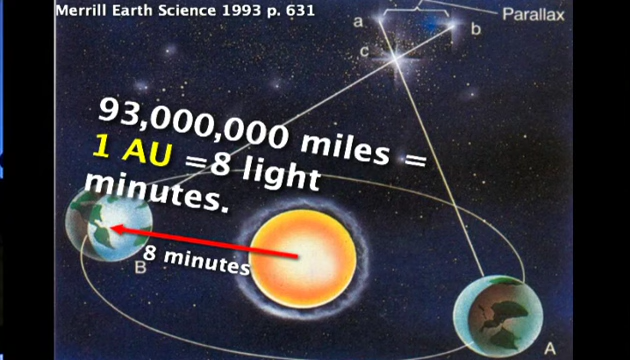 Merrill Earth Science 1993 p. 631
Parallax
a
b
c
93,000,000 miles =
1 AU =8 light
minutes.
8 minutes
B
A